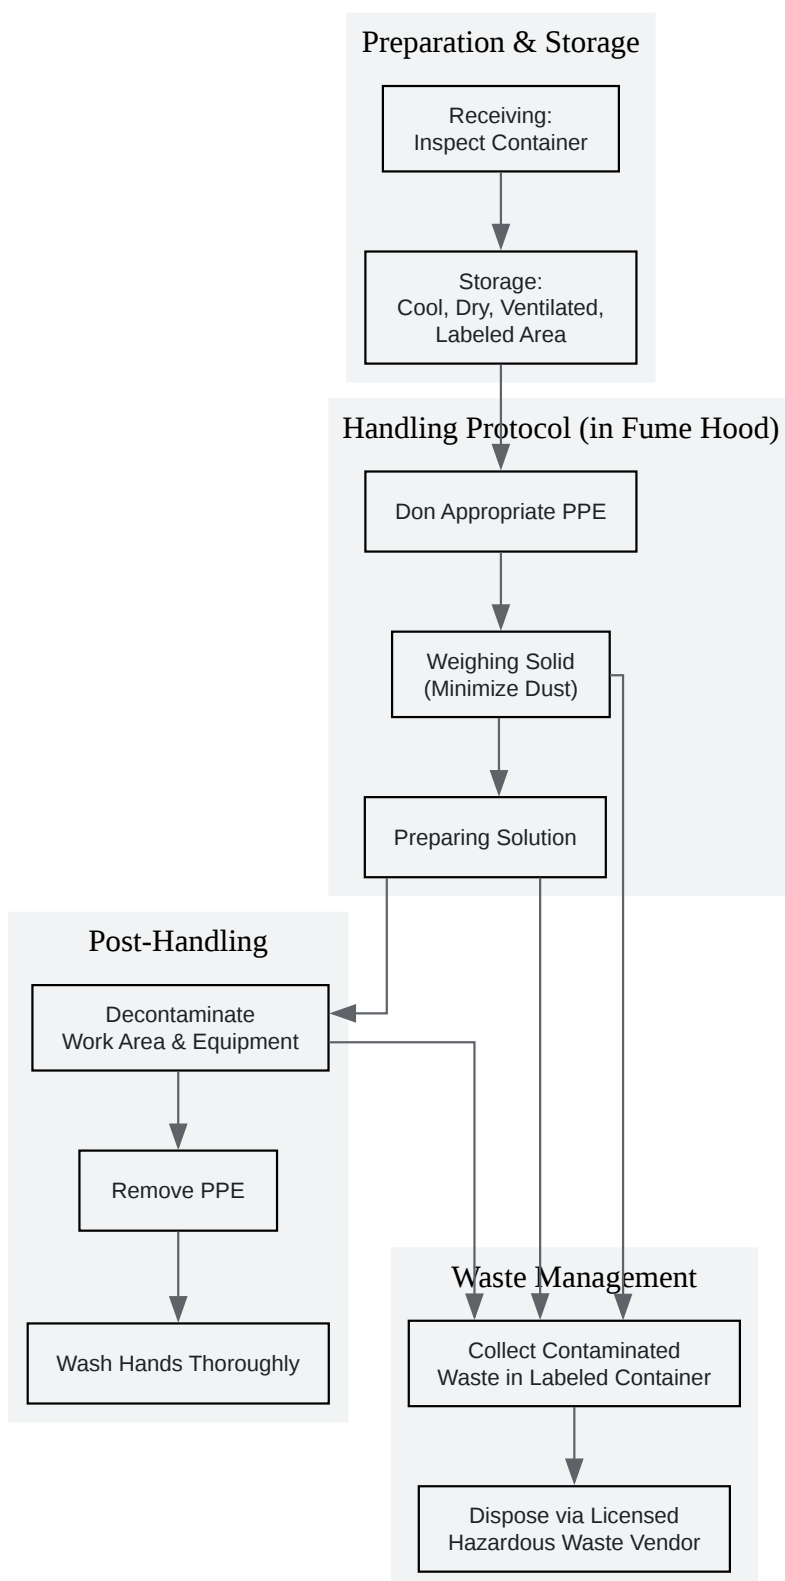 Preparation & Storage
Receiving:
Inspect Container
Storage:
Cool, Dry, Ventilated,
Labeled Area
Handling Protocol (in Fume Hood)
Don Appropriate PPE
Weighing Solid
(Minimize Dust)
Preparing Solution
Post-Handling
Decontaminate
Work Area & Equipment
Remove PPE
Wash Hands Thoroughly
Waste Management
Collect Contaminated
Waste in Labeled Container
Dispose via Licensed
Hazardous Waste Vendor